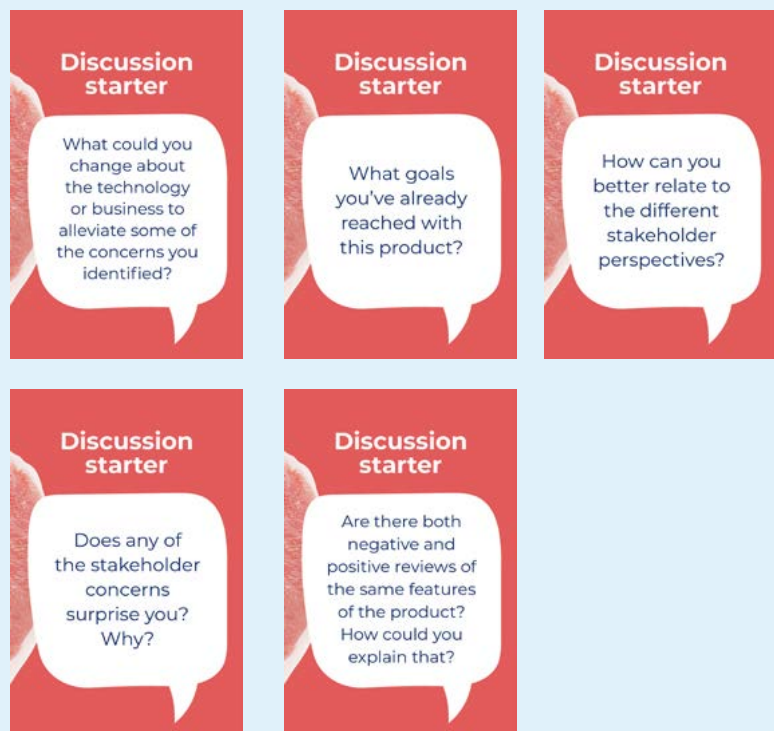 Discussion
starter
What could you
change about
the technology
or business to
alleviate some of
the concerns you
identified?
Discussion
starter
What goals
you've already
reached with
this product?
Discussion
starter
How can you
better relate to
the different
stakeholder
perspectives?
Discussion
starter
Does any of
the stakeholder
concerns
surprise you?
Why?
Discussion
starter
Are there both
negative and
positive reviews of
the same features
of the product?
How could you
explain that?